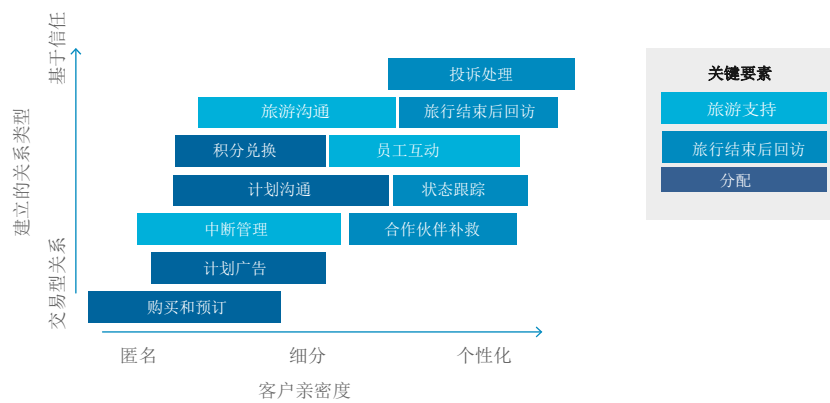 基于信任
建立的关系类型
交易型关系
投诉处理
旅游沟通
旅行结束后回访
积分兑换
员工互动
计划沟通
状态跟踪
中断管理
合作伙伴补救
计划广告
购买和预订
匿名
细分
个性化
客户亲密度
关键要素
旅游支持
旅行结束后回访
分配